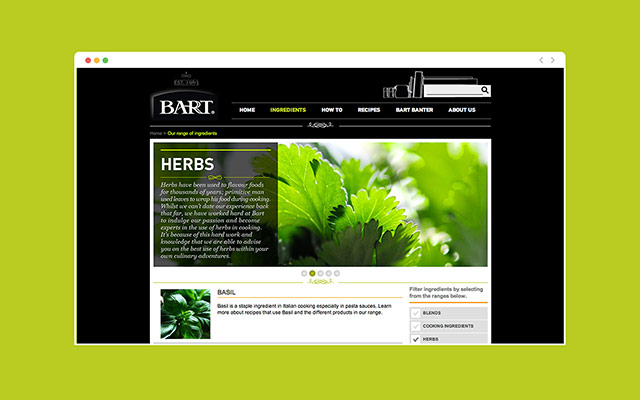 EST. 1963
BART.
HOME INGREDIENTS HOW TO RECIPES BART BANTER ABOUT US
Home > Our range of ingredients
HERBS
Herbs have been used to flavour foods
for thousands of years; primitive man
used leaves to wrap his food during cooking.
Whilst we can't date our experience back
that far, we have worked hard at Bart
to indulge our passion and become
experts in the use of herbs in cooking.
It's because of this hard work and
knowledge that we are able to advise
you on the best use of herbs within your
own culinary adventures.
BASIL
Basil is a staple ingredient in Italian cooking especially in pasta sauces. Learn
more about recipes that use Basil and the different products in our range.
Filter ingredients by selecting
from the ranges below.
BLENDS
COOKING INGREDIENTS
HERBS